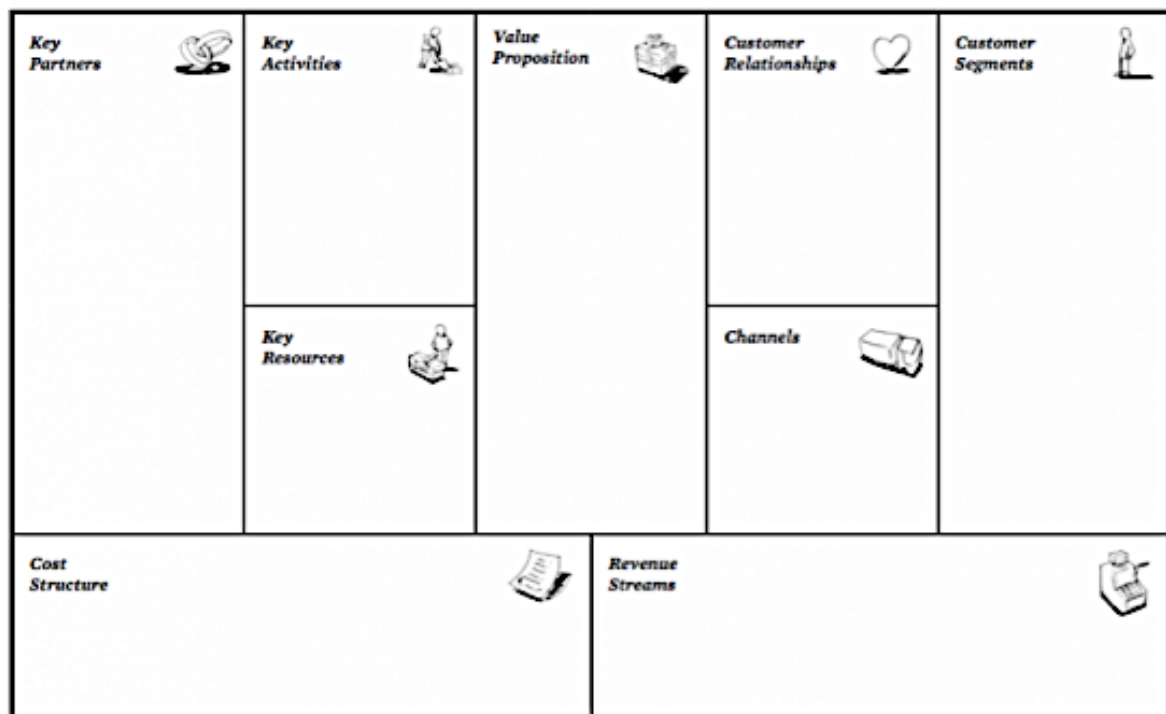 Key
Partners
Key
Activities
Value
Proposition
Customer
Relationships
Customer
Segments
Key
Resources
Channels
Cost
Structure
Revenue
Streams